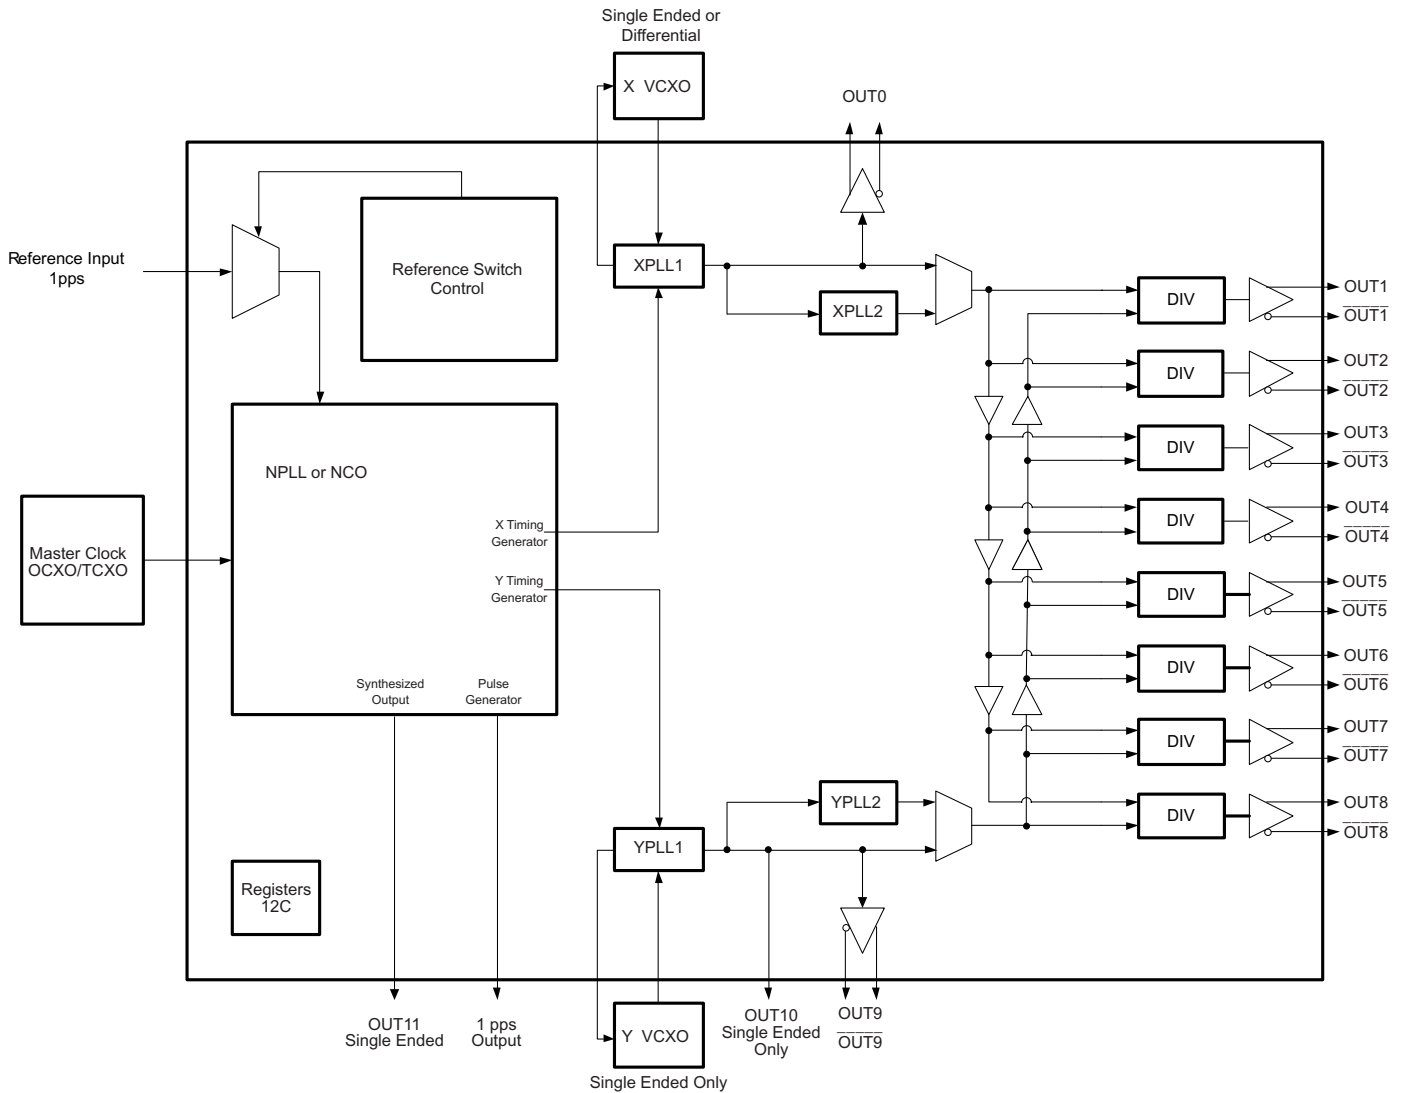 Single Ended or
Differential
X VCXO
OUT0
Reference Input
1pps
Reference Switch
Control
XPLL1
XPLL2
DIV
OUT1
OUT1
DIV
OUT2
OUT2
DIV
OUT3
OUT3
DIV
OUT4
OUT4
DIV
OUT5
OUT5
DIV
OUT6
OUT6
DIV
OUT7
OUT7
DIV
OUT8
OUT8
NPLL or NCO
Master Clock
OCXO/TCXO
X Timing
Generator
Y Timing
Generator
Synthesized
Output
Pulse
Generator
YPLL2
YPLL1
Registers
12C
OUT11
Single Ended
1 pps
Output
Y VCXO
Single Ended Only
OUT10
Single Ended
Only
OUT9
OUT9